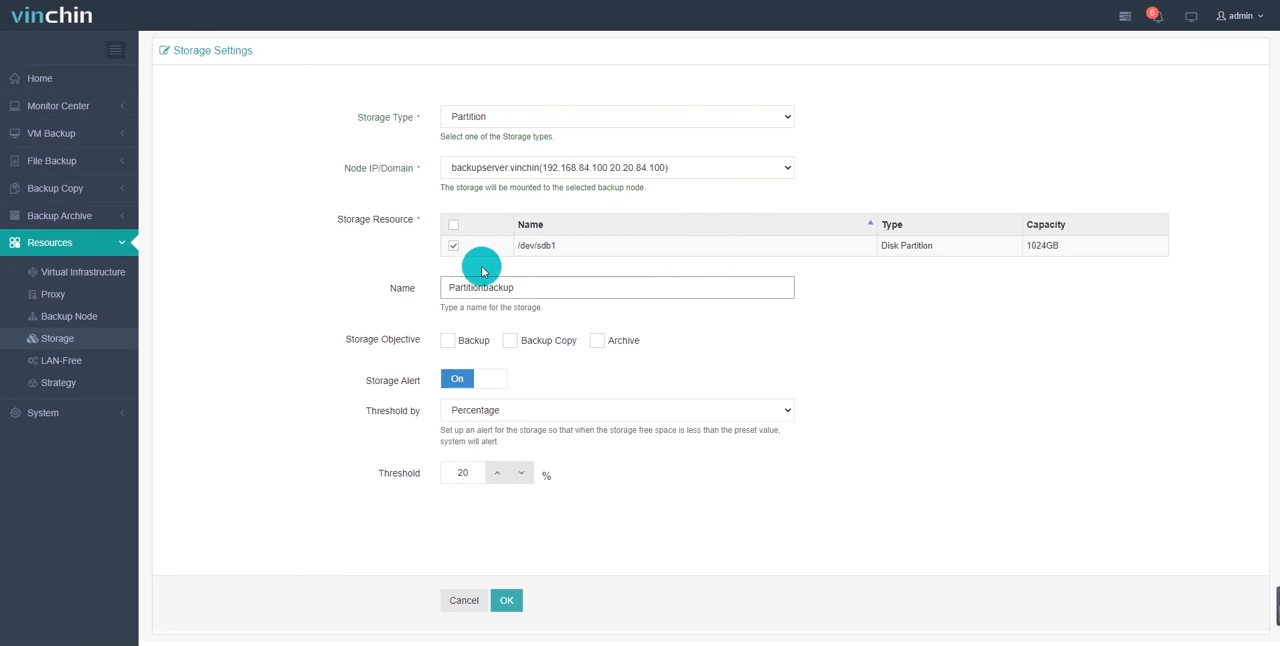 vinchin
6
admin
Storage Settings
Home
Monitor Center
VM Backup
File Backup
Backup Copy
Backup Archive
Resources
Virtual Infrastructure
Proxy
Backup Node
Storage
LAN-Free
Strategy
System
Storage Type *
Partition
Select one of the Storage types.
Node IP/Domain *
backupserver.vinchin(192.168.84.100 20.20.84.100)
The storage will be mounted to the selected backup node.
Storage Resource *
Name Type Capacity
/dev/sdb1 Disk Partition 1024GB
Name
Partitionbackup
Type a name for the storage.
Storage Objective
Backup Backup Copy Archive
Storage Alert
On
Threshold by
Percentage
Set up an alert for the storage so that when the storage free space is less than the preset value,
system will alert.
Threshold
20 %
Cancel OK